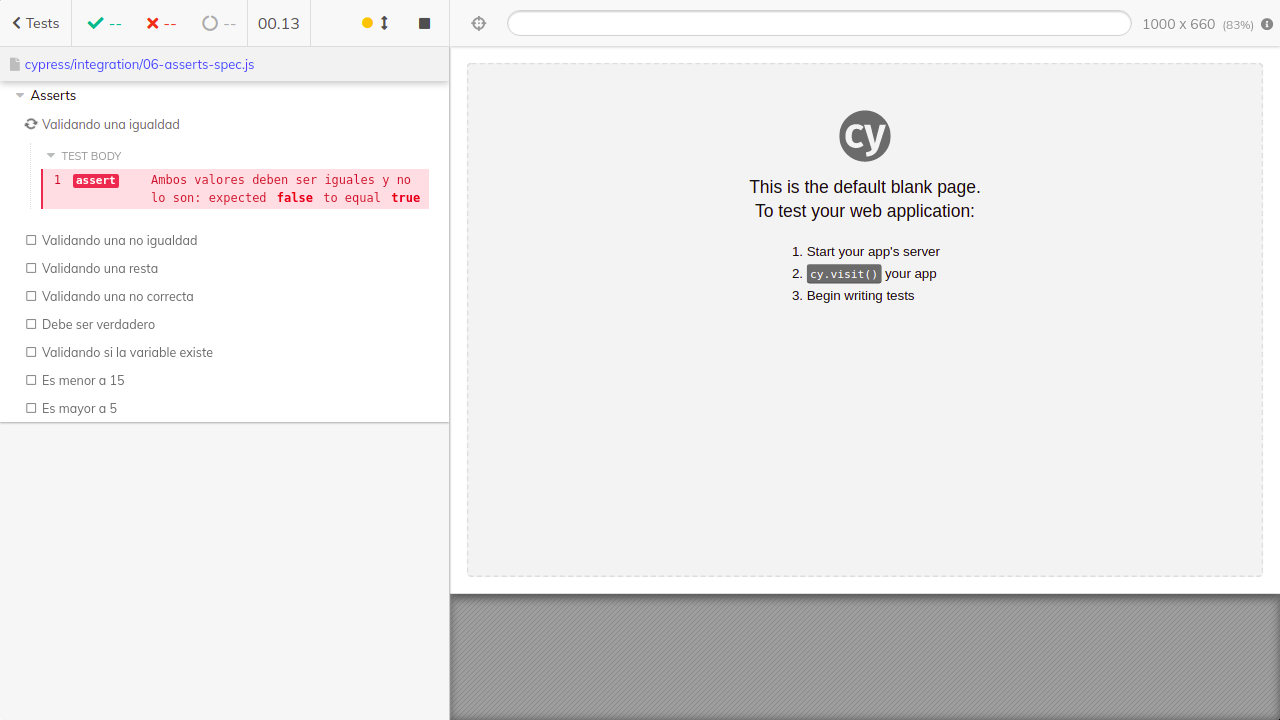 Tests
--
--
--
00.13
1000 x 660 (83%)
cypress/integration/06-asserts-spec.js
Asserts
Validando una igualdad
TEST BODY
1 assert Ambos valores deben ser iguales y no
lo son: expected false to equal true
Validando una no igualdad
Validando una resta
Validando una no correcta
Debe ser verdadero
Validando si la variable existe
Es menor a 15
Es mayor a 5
cy
This is the default blank page.
To test your web application:
1. Start your app's server
2. cy.visit() your app
3. Begin writing tests